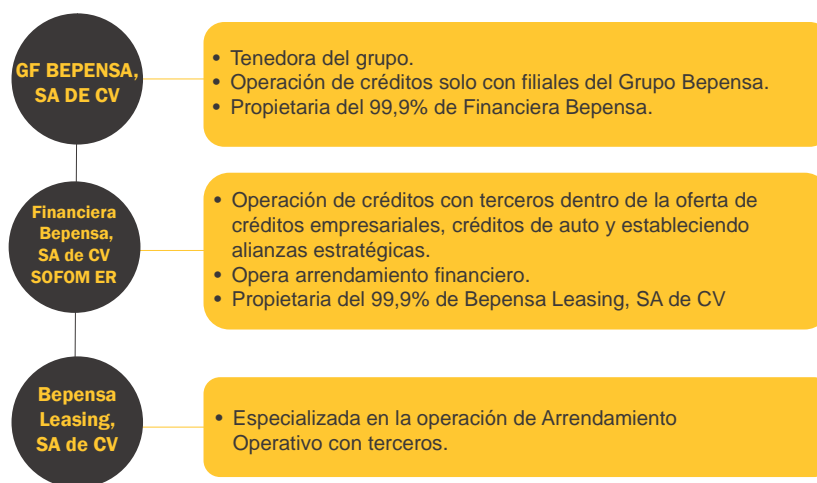 GF BEPENSA,
SA DE CV
• Tenedora del grupo.
• Operación de créditos solo con filiales del Grupo Bepensa.
• Propietaria del 99,9% de Financiera Bepensa.
Financiera
Bepensa,
SA de CV
SOFOM ER
• Operación de créditos con terceros dentro de la oferta de
créditos empresariales, créditos de auto y estableciendo
alianzas estratégicas.
• Opera arrendamiento financiero.
• Propietaria del 99,9% de Bepensa Leasing, SA de CV
Bepensa
Leasing,
SA de CV
• Especializada en la operación de Arrendamiento
Operativo con terceros.